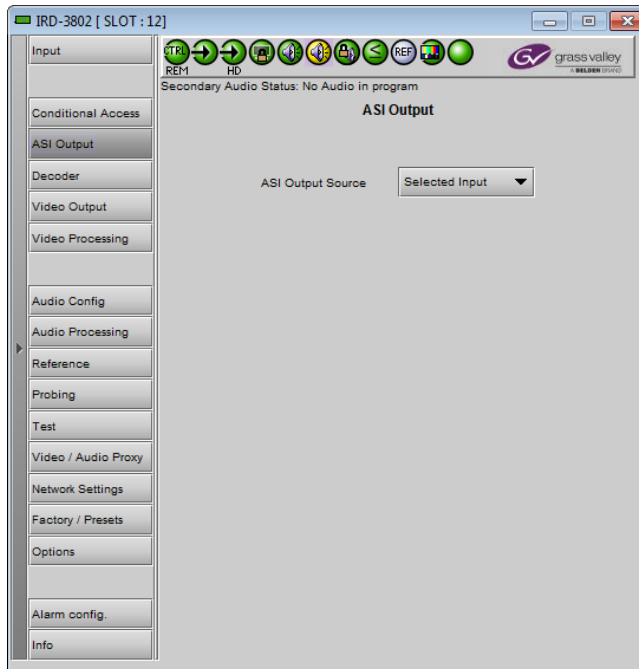 IRD-3802 [ SLOT : 12]
Input
Conditional Access
ASI Output
Decoder
Video Output
Video Processing
Audio Config
Audio Processing
Reference
Probing
Test
Video / Audio Proxy
Network Settings
Factory / Presets
Options
Alarm config.
Info
CTRL
REF
REM
HD
GV
grass valley
A BELDEN BRAND
Secondary Audio Status: No Audio in program
ASI Output
ASI Output Source
Selected Input